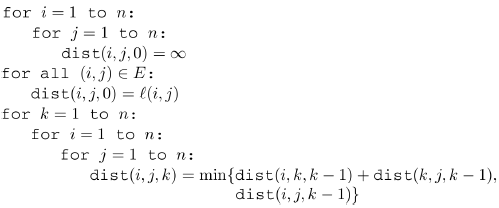 for i = 1 to n:
for j = 1 to n:
dist(i, j, 0) = ∞
for all (i, j) ∈ E:
dist(i, j, 0) = ℓ(i, j)
for k = 1 to n:
for i = 1 to n:
for j = 1 to n:
dist(i, j, k) = min{dist(i, k, k − 1) + dist(k, j, k − 1),
dist(i, j, k − 1)}